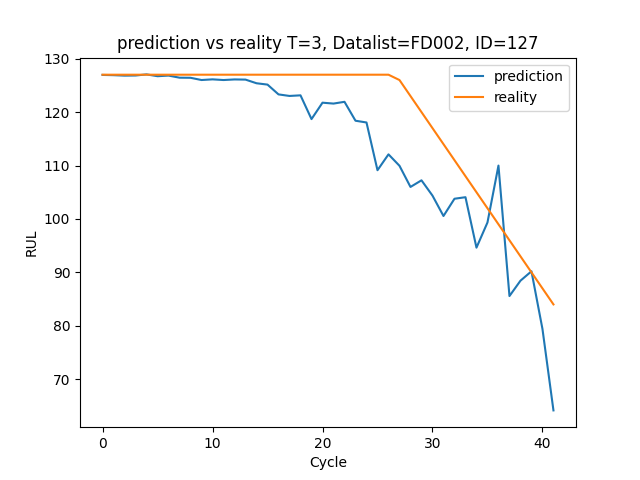 prediction vs reality T=3, Datalist=FD002, ID=127
prediction
reality
130
120
110
100
90
80
70
RUL
0 10 20 30 40
Cycle